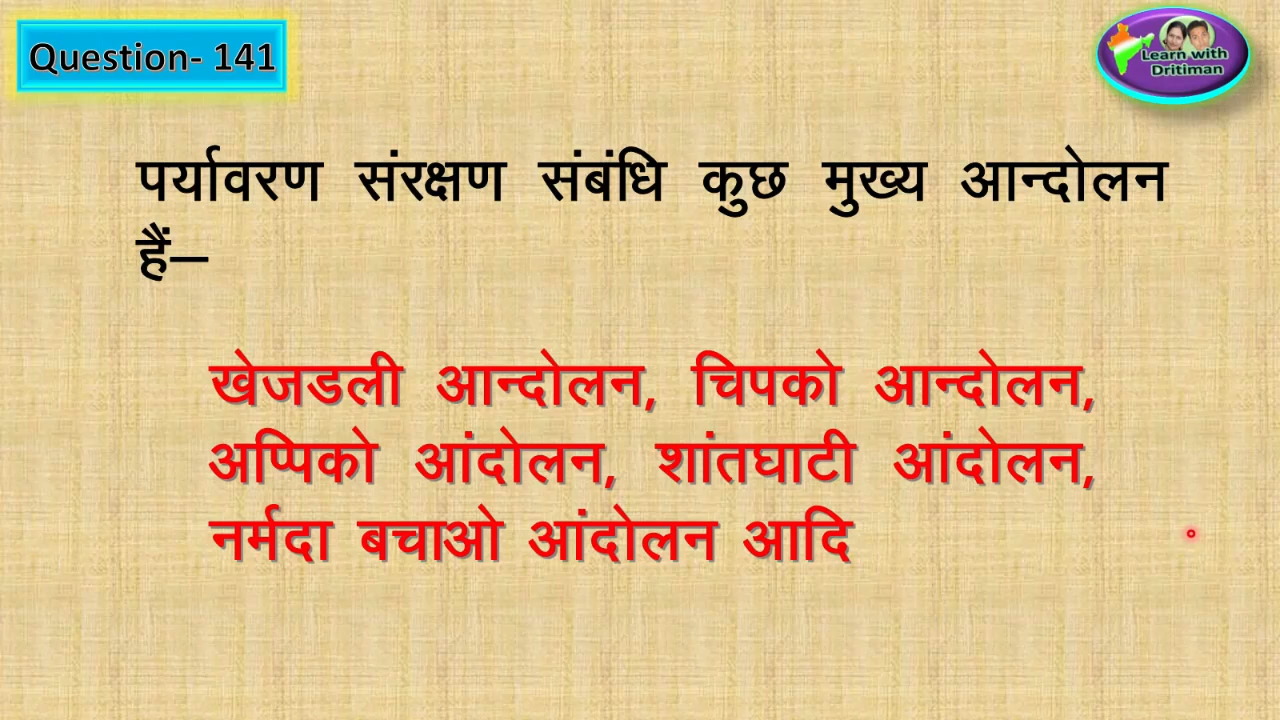 Question- 141
Learn with
Dritiman
पर्यावरण संरक्षण संबंधि कुछ मुख्य आन्दोलन
हैं–
खेजडली आन्दोलन, चिपको आन्दोलन,
अप्पिको आंदोलन, शांतघाटी आंदोलन,
नर्मदा बचाओ आंदोलन आदि